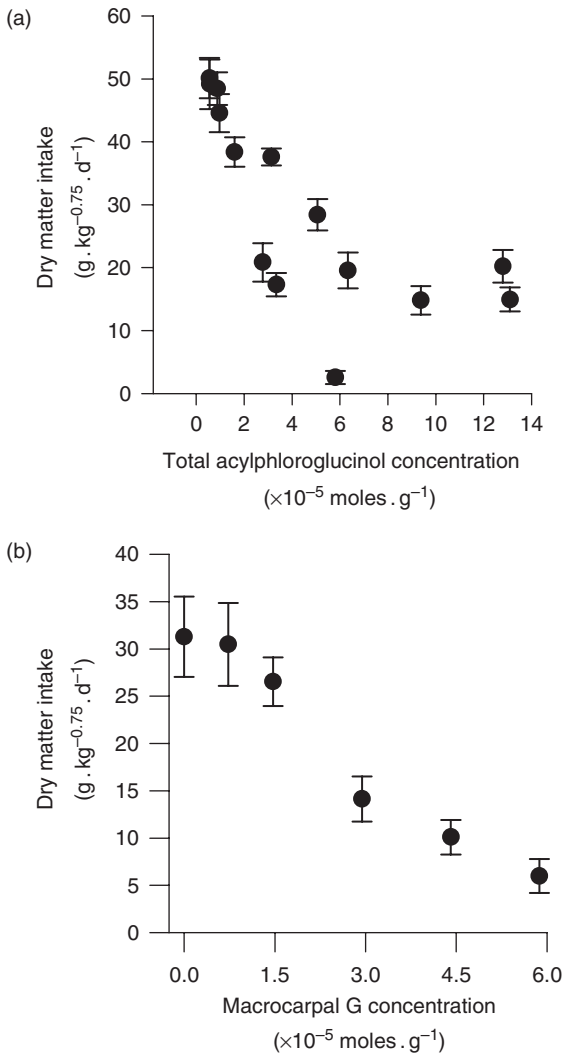 (a)
60
50
40
30
20
10
0
Dry matter intake
(g . kg⁻⁰·⁷⁵ . d⁻¹)
0 2 4 6 8 10 12 14
Total acylphloroglucinol concentration
(×10⁻⁵ moles . g⁻¹)
(b)
40
35
30
25
20
15
10
5
0
Dry matter intake
(g . kg⁻⁰·⁷⁵ . d⁻¹)
0.0 1.5 3.0 4.5 6.0
Macrocarpal G concentration
(×10⁻⁵ moles . g⁻¹)